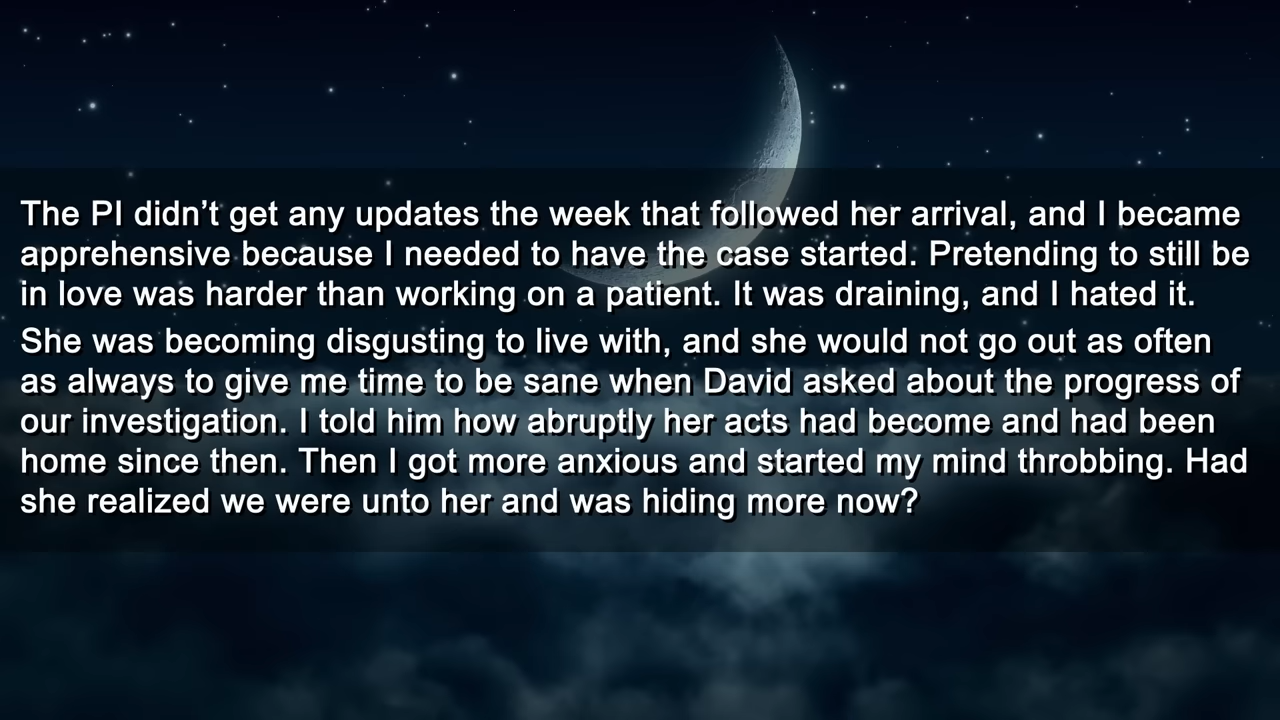 The PI didn’t get any updates the week that followed her arrival, and I became
apprehensive because I needed to have the case started. Pretending to still be
in love was harder than working on a patient. It was draining, and I hated it.
She was becoming disgusting to live with, and she would not go out as often
as always to give me time to be sane when David asked about the progress of
our investigation. I told him how abruptly her acts had become and had been
home since then. Then I got more anxious and started my mind throbbing. Had
she realized we were unto her and was hiding more now?